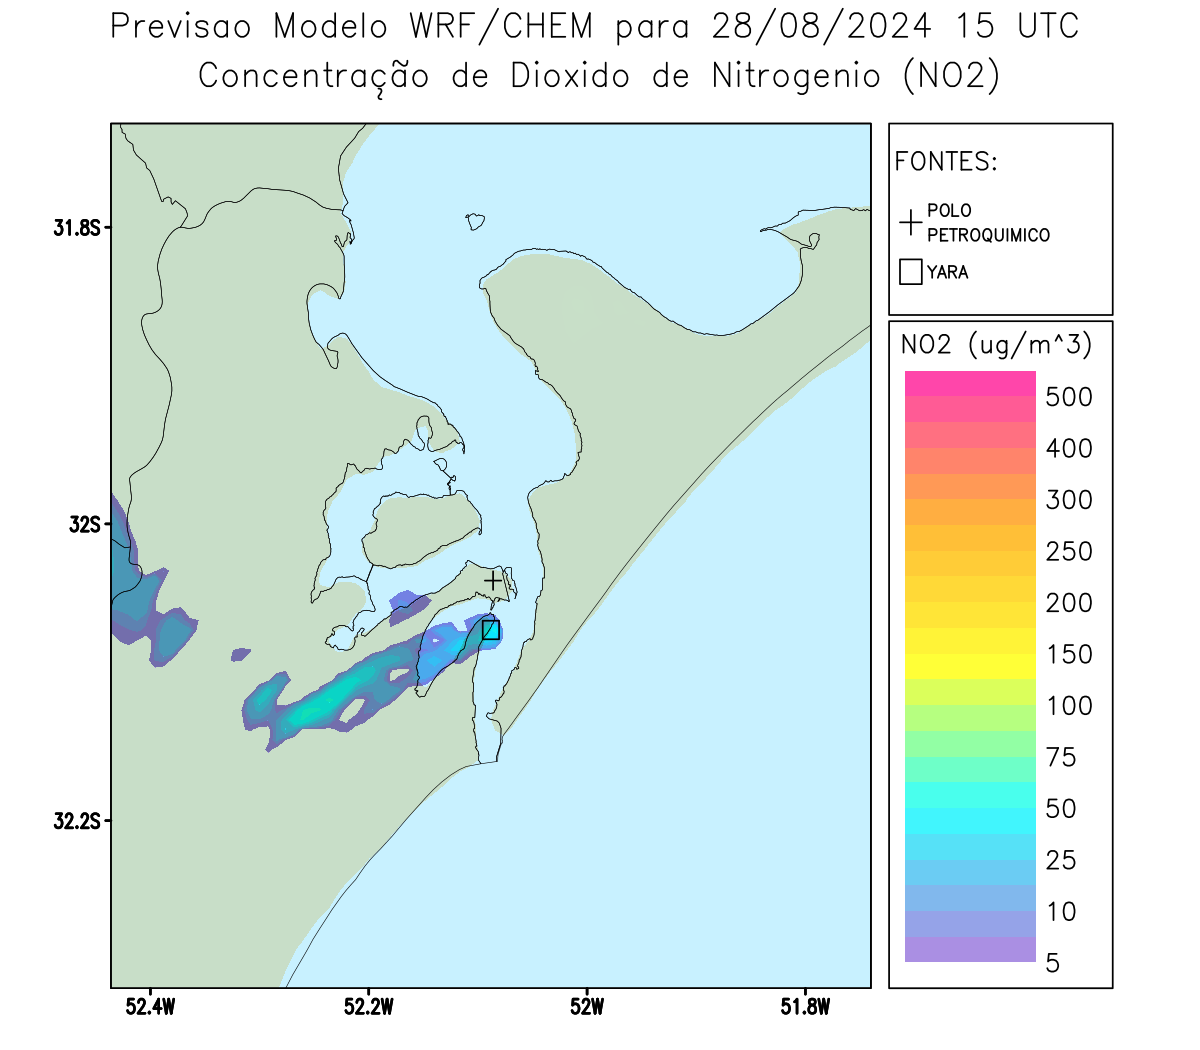 Previsao Modelo WRF/CHEM para 28/08/2024 15 UTC
Concentração de Dioxido de Nitrogenio (NO2)
FONTES:
POLO
PETROQUIMICO
YARA
NO2 (ug/m^3)
500
400
300
250
200
150
100
75
50
25
10
5
31.8S
32S
32.2S
52.4W
52.2W
52W
51.8W